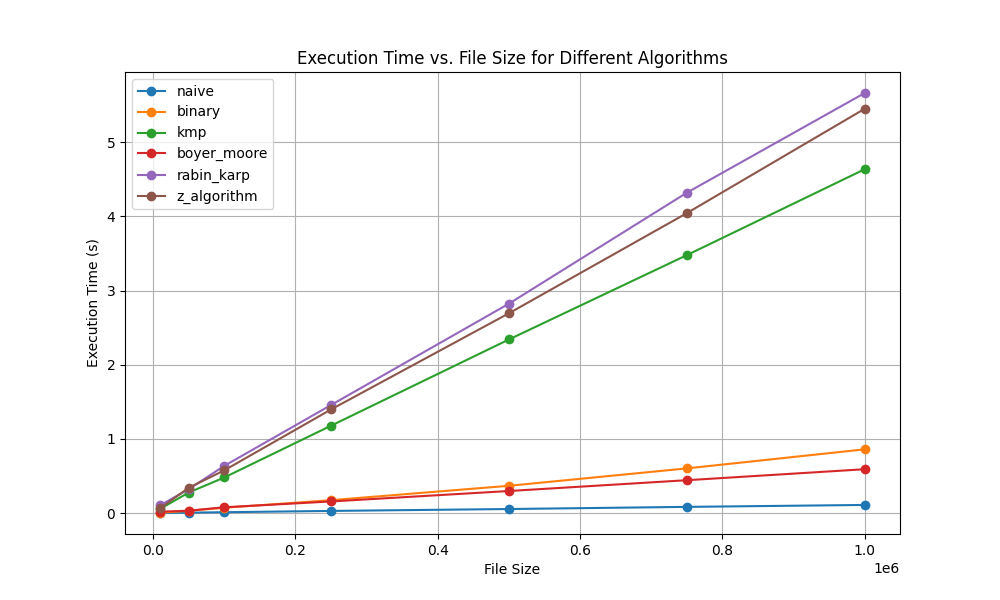 Execution Time vs. File Size for Different Algorithms
naive
binary
kmp
boyer_moore
rabin_karp
z_algorithm
Execution Time (s)
5
4
3
2
1
0
0.0 0.2 0.4 0.6 0.8 1.0
1e6
File Size